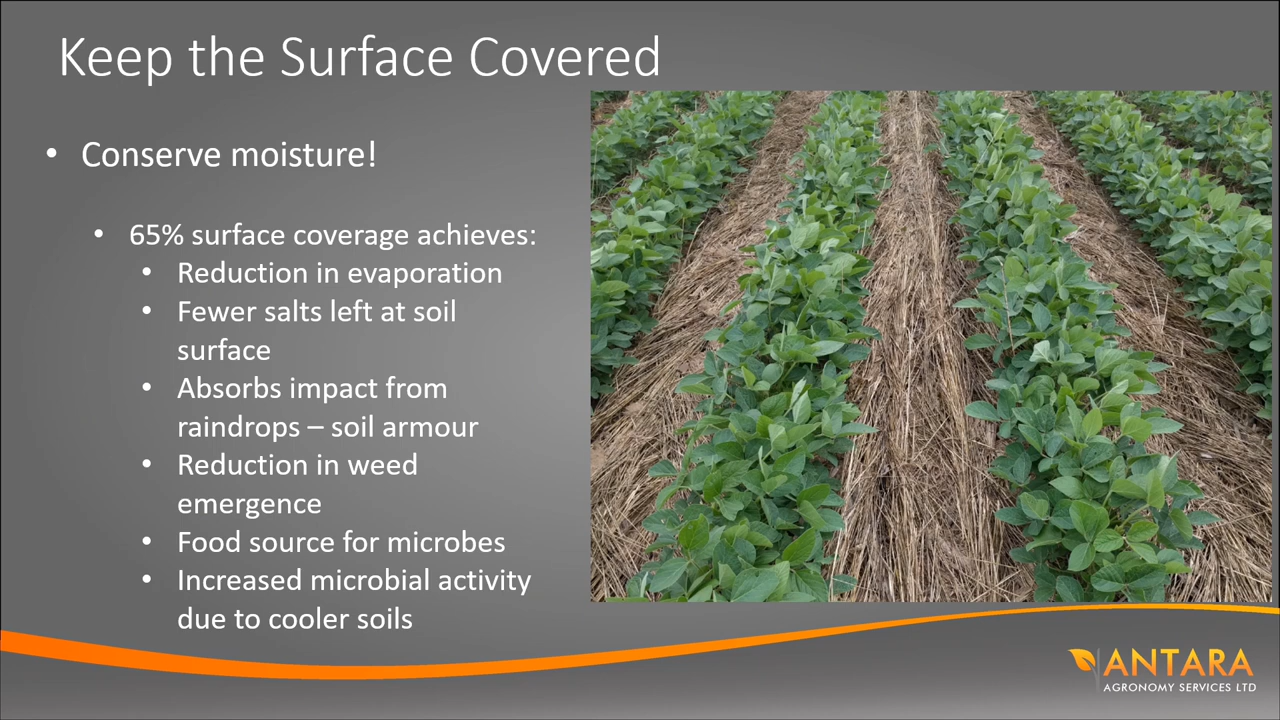 Keep the Surface Covered
• Conserve moisture!
• 65% surface coverage achieves:
• Reduction in evaporation
• Fewer salts left at soil
surface
• Absorbs impact from
raindrops – soil armour
• Reduction in weed
emergence
• Food source for microbes
• Increased microbial activity
due to cooler soils
ANTARA
AGRONOMY SERVICES LTD